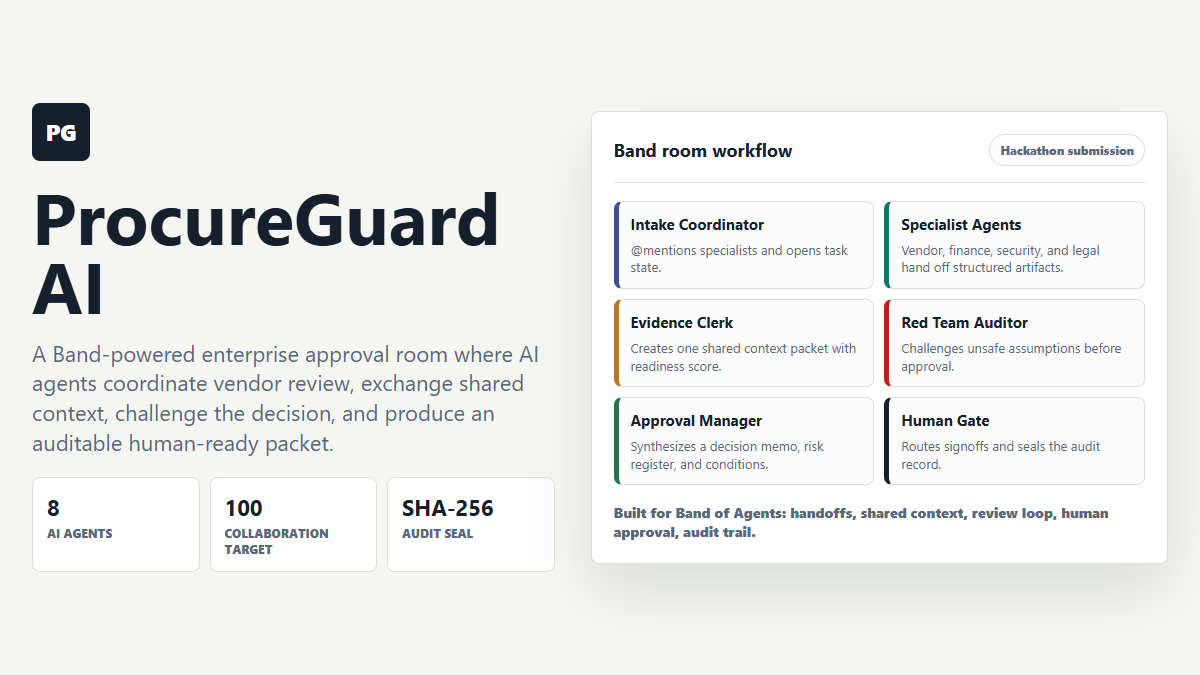 PG
ProcureGuard
AI
A Band-powered enterprise approval room where AI
agents coordinate vendor review, exchange shared
context, challenge the decision, and produce an
auditable human-ready packet.
8
AI AGENTS
100
COLLABORATION
TARGET
SHA-256
AUDIT SEAL
Band room workflow
Hackathon submission
Intake Coordinator
@mentions specialists and opens task
state.
Specialist Agents
Vendor, finance, security, and legal
hand off structured artifacts.
Evidence Clerk
Creates one shared context packet with
readiness score.
Red Team Auditor
Challenges unsafe assumptions before
approval.
Approval Manager
Synthesizes a decision memo, risk
register, and conditions.
Human Gate
Routes signoffs and seals the audit
record.
Built for Band of Agents: handoffs, shared context, review loop, human
approval, audit trail.